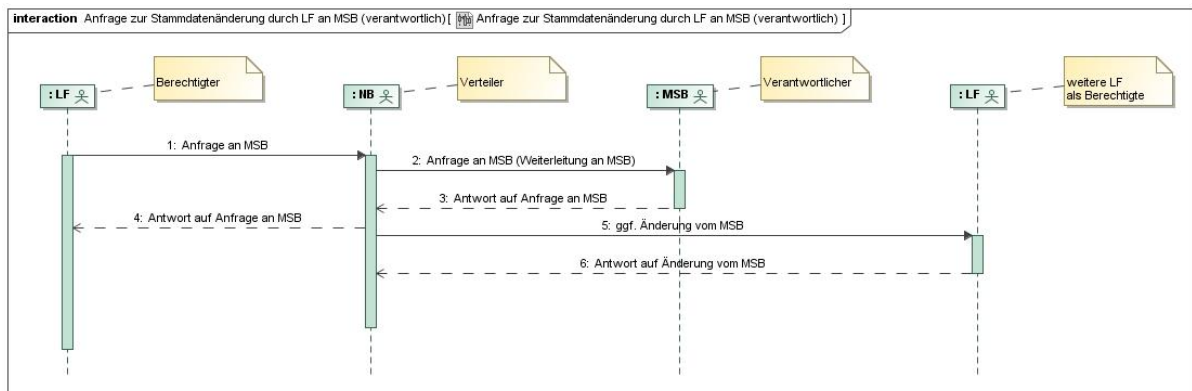 interaction Anfrage zur Stammdatenänderung durch LF an MSB (verantwortlich) [ Anfrage zur Stammdatenänderung durch LF an MSB (verantwortlich) ]
Berechtigter
Verteiler
Verantwortlicher
weitere LF
als Berechtigte
: LF
: NB
: MSB
: LF
1: Anfrage an MSB
2: Anfrage an MSB (Weiterleitung an MSB)
3: Antwort auf Anfrage an MSB
4: Antwort auf Anfrage an MSB
5: ggf. Änderung vom MSB
6: Antwort auf Änderung vom MSB